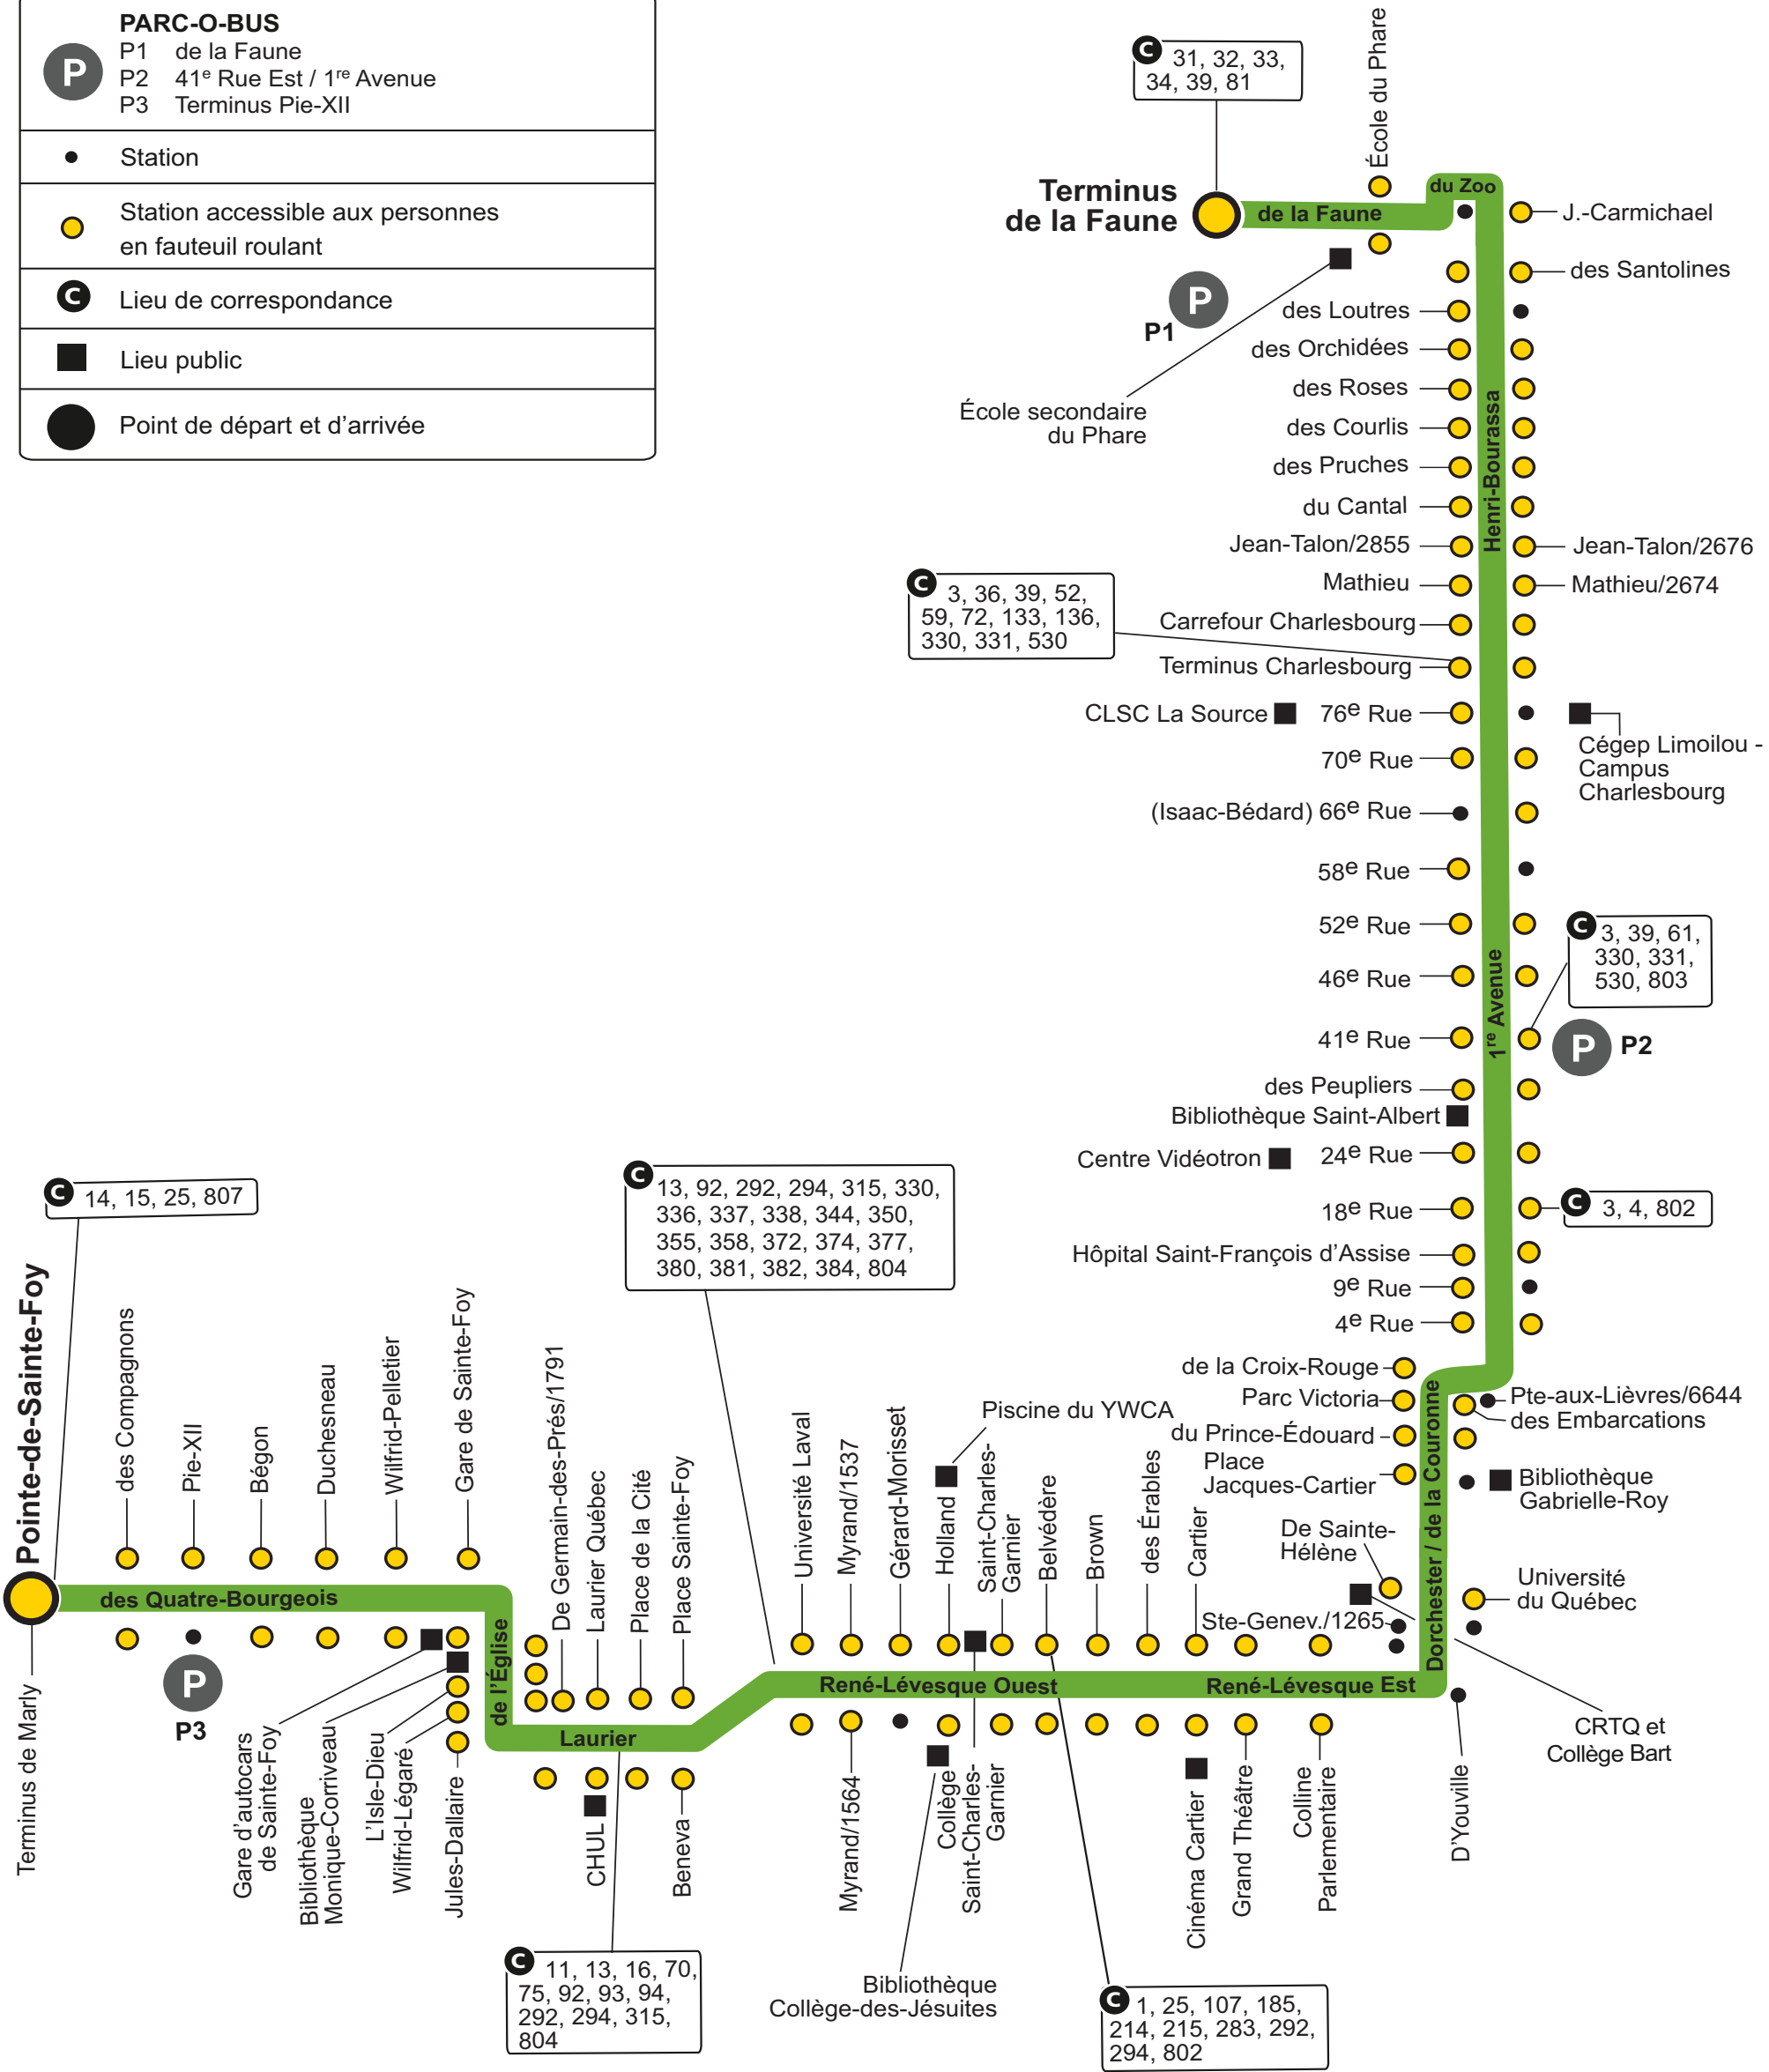 PARC-O-BUS
P
P1 de la Faune
P2 41e Rue Est / 1re Avenue
P3 Terminus Pie-XII
Station
Station accessible aux personnes
en fauteuil roulant
C Lieu de correspondance
Lieu public
Point de départ et d'arrivée
C 31, 32, 33,
34, 39, 81
École du Phare
Terminus
de la Faune
de la Faune
du Zoo
J.-Carmichael
des Santolines
P
P1
École secondaire
du Phare
des Loutres
des Orchidées
des Roses
des Courlis
des Pruches
du Cantal
Henri-Bourassa
Jean-Talon/2855
Jean-Talon/2676
Mathieu
Mathieu/2674
C 3, 36, 39, 52,
59, 72, 133, 136,
330, 331, 530
Carrefour Charlesbourg
Terminus Charlesbourg
CLSC La Source
76e Rue
Cégep Limoilou -
Campus
Charlesbourg
70e Rue
(Isaac-Bédard) 66e Rue
58e Rue
52e Rue
C 3, 39, 61,
330, 331,
530, 803
46e Rue
1re Avenue
41e Rue
P P2
des Peupliers
Bibliothèque Saint-Albert
Centre Vidéotron
24e Rue
18e Rue
C 3, 4, 802
Hôpital Saint-François d'Assise
9e Rue
4e Rue
de la Croix-Rouge
Parc Victoria
Pte-aux-Lièvres/6644
des Embarcations
du Prince-Édouard
Place
Jacques-Cartier
Bibliothèque
Gabrielle-Roy
Dorchester / de la Couronne
De Sainte-
Hélène
Université
du Québec
Ste-Genev./1265
CRTQ et
Collège Bart
D'Youville
C 14, 15, 25, 807
Pointe-de-Sainte-Foy
Terminus de Marly
des Compagnons
Pie-XII
Bégon
Duchesneau
Wilfrid-Pelletier
Gare de Sainte-Foy
des Quatre-Bourgeois
P
P3
Gare d'autocars
de Sainte-Foy
Bibliothèque
Monique-Corriveau
L'Isle-Dieu
Wilfrid-Légaré
Jules-Dallaire
de l'Église
De Germain-des-Prés/1791
Laurier Québec
Place de la Cité
Place Sainte-Foy
Laurier
CHUL
Beneva
C 11, 13, 16, 70,
75, 92, 93, 94,
292, 294, 315,
804
C 13, 92, 292, 294, 315, 330,
336, 337, 338, 344, 350,
355, 358, 372, 374, 377,
380, 381, 382, 384, 804
Université Laval
Myrand/1537
Gérard-Morisset
Holland
Piscine du YWCA
Saint-Charles-
Garnier
Belvédère
Brown
des Érables
Cartier
René-Lévesque Ouest
René-Lévesque Est
Myrand/1564
Bibliothèque
Collège-des-Jésuites
Collège
Saint-Charles-
Garnier
Cinéma Cartier
Grand Théâtre
Colline
Parlementaire
C 1, 25, 107, 185,
214, 215, 283, 292,
294, 802